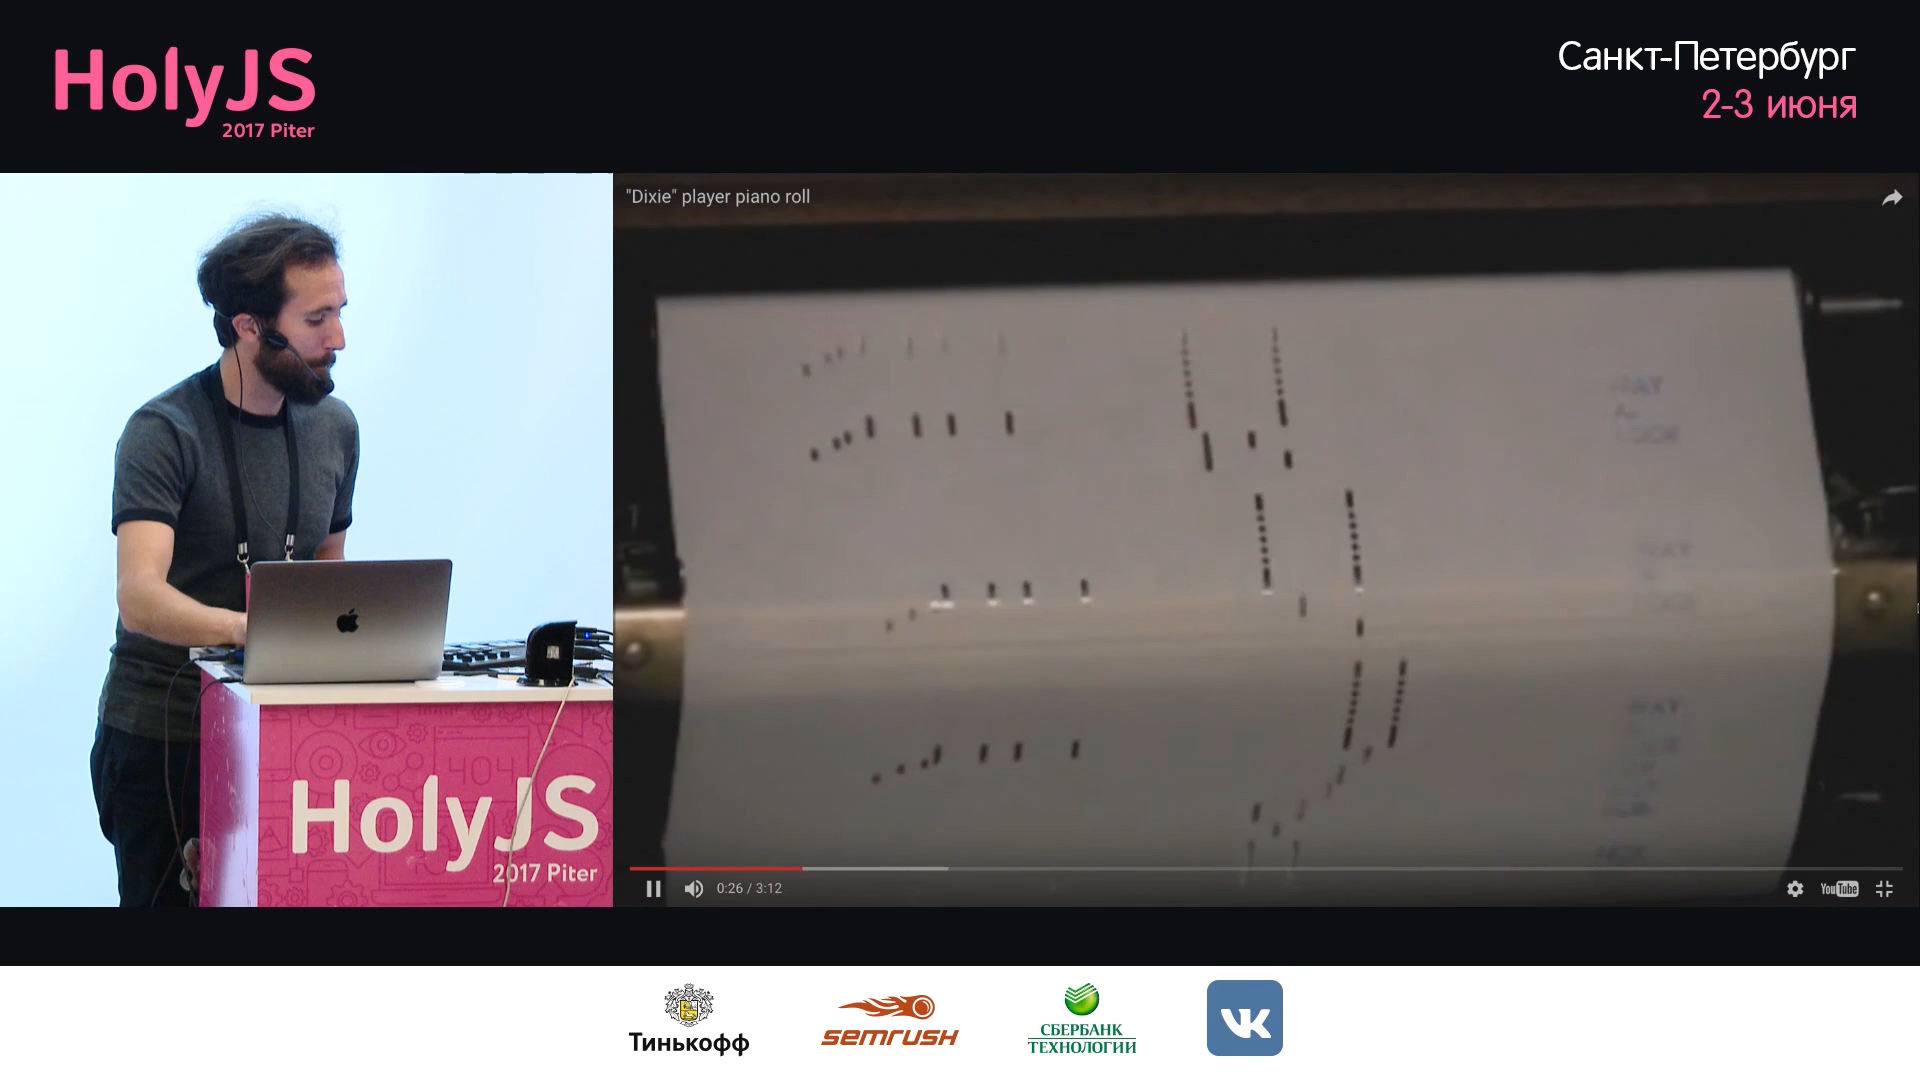 HolyJS
2017 Piter
Санкт-Петербург
2-3 июня
"Dixie" player piano roll
404
HolyJS
2017 Piter
0:26 / 3:12
YouTube
Тинькофф
semrush
СБЕРБАНК
ТЕХНОЛОГИИ